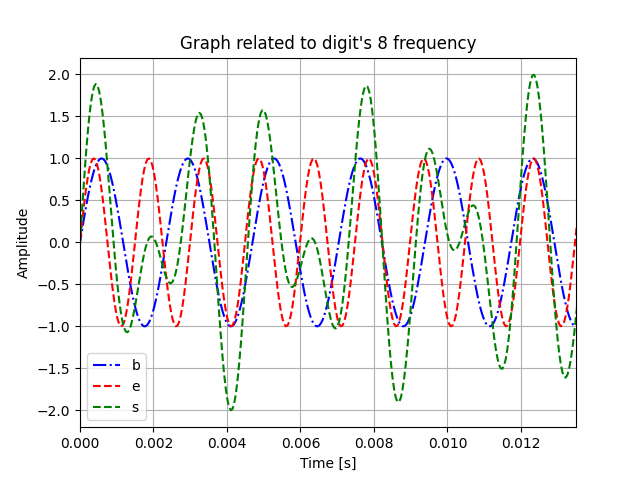 Graph related to digit's 8 frequency
2.0
1.5
1.0
0.5
0.0
−0.5
−1.0
−1.5
−2.0
Amplitude
b
e
s
0.000 0.002 0.004 0.006 0.008 0.010 0.012
Time [s]